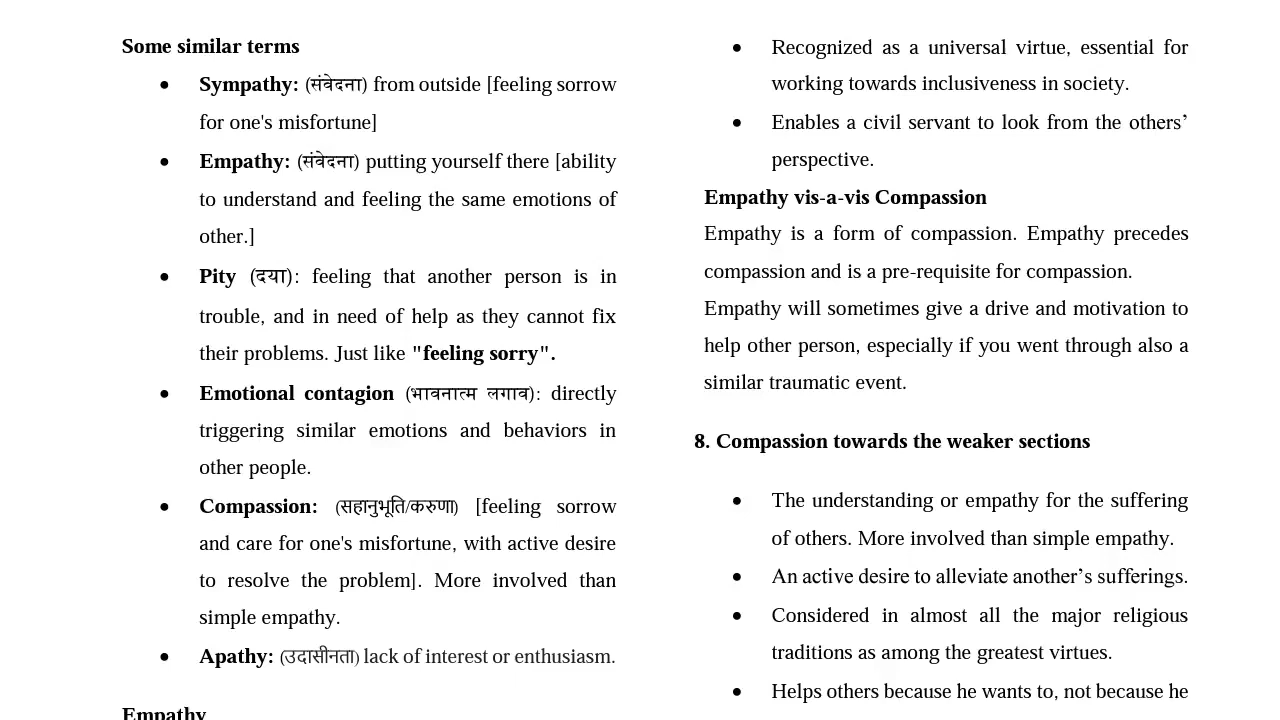 Some similar terms
• Sympathy: (संवेदना) from outside [feeling sorrow
for one's misfortune]
• Empathy: (संवेदना) putting yourself there [ability
to understand and feeling the same emotions of
other.]
• Pity (दया): feeling that another person is in
trouble, and in need of help as they cannot fix
their problems. Just like "feeling sorry".
• Emotional contagion (भावनात्म लगाव): directly
triggering similar emotions and behaviors in
other people.
• Compassion: (सहानुभूति/करुणा) [feeling sorrow
and care for one's misfortune, with active desire
to resolve the problem]. More involved than
simple empathy.
• Apathy: (उदासीनता) lack of interest or enthusiasm.
Empathy
• Recognized as a universal virtue, essential for
working towards inclusiveness in society.
• Enables a civil servant to look from the others’
perspective.
Empathy vis-a-vis Compassion
Empathy is a form of compassion. Empathy precedes
compassion and is a pre-requisite for compassion.
Empathy will sometimes give a drive and motivation to
help other person, especially if you went through also a
similar traumatic event.
8. Compassion towards the weaker sections
• The understanding or empathy for the suffering
of others. More involved than simple empathy.
• An active desire to alleviate another’s sufferings.
• Considered in almost all the major religious
traditions as among the greatest virtues.
• Helps others because he wants to, not because he